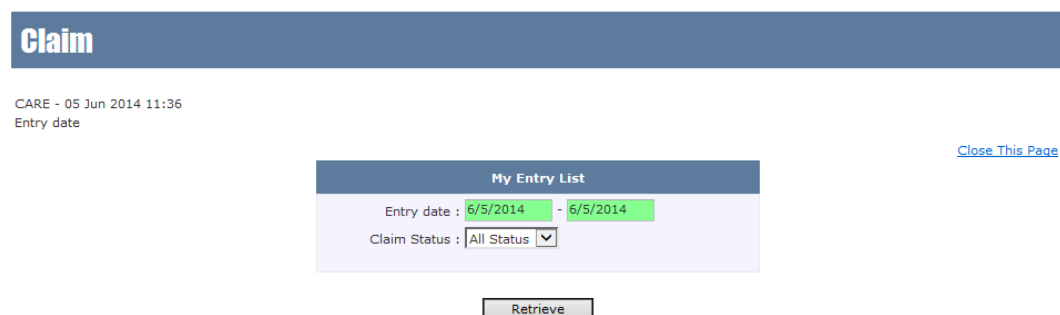 Claim
CARE - 05 Jun 2014 11:36
Entry date
Close This Page
My Entry List
Entry date : 6/5/2014 - 6/5/2014
Claim Status : All Status
Retrieve